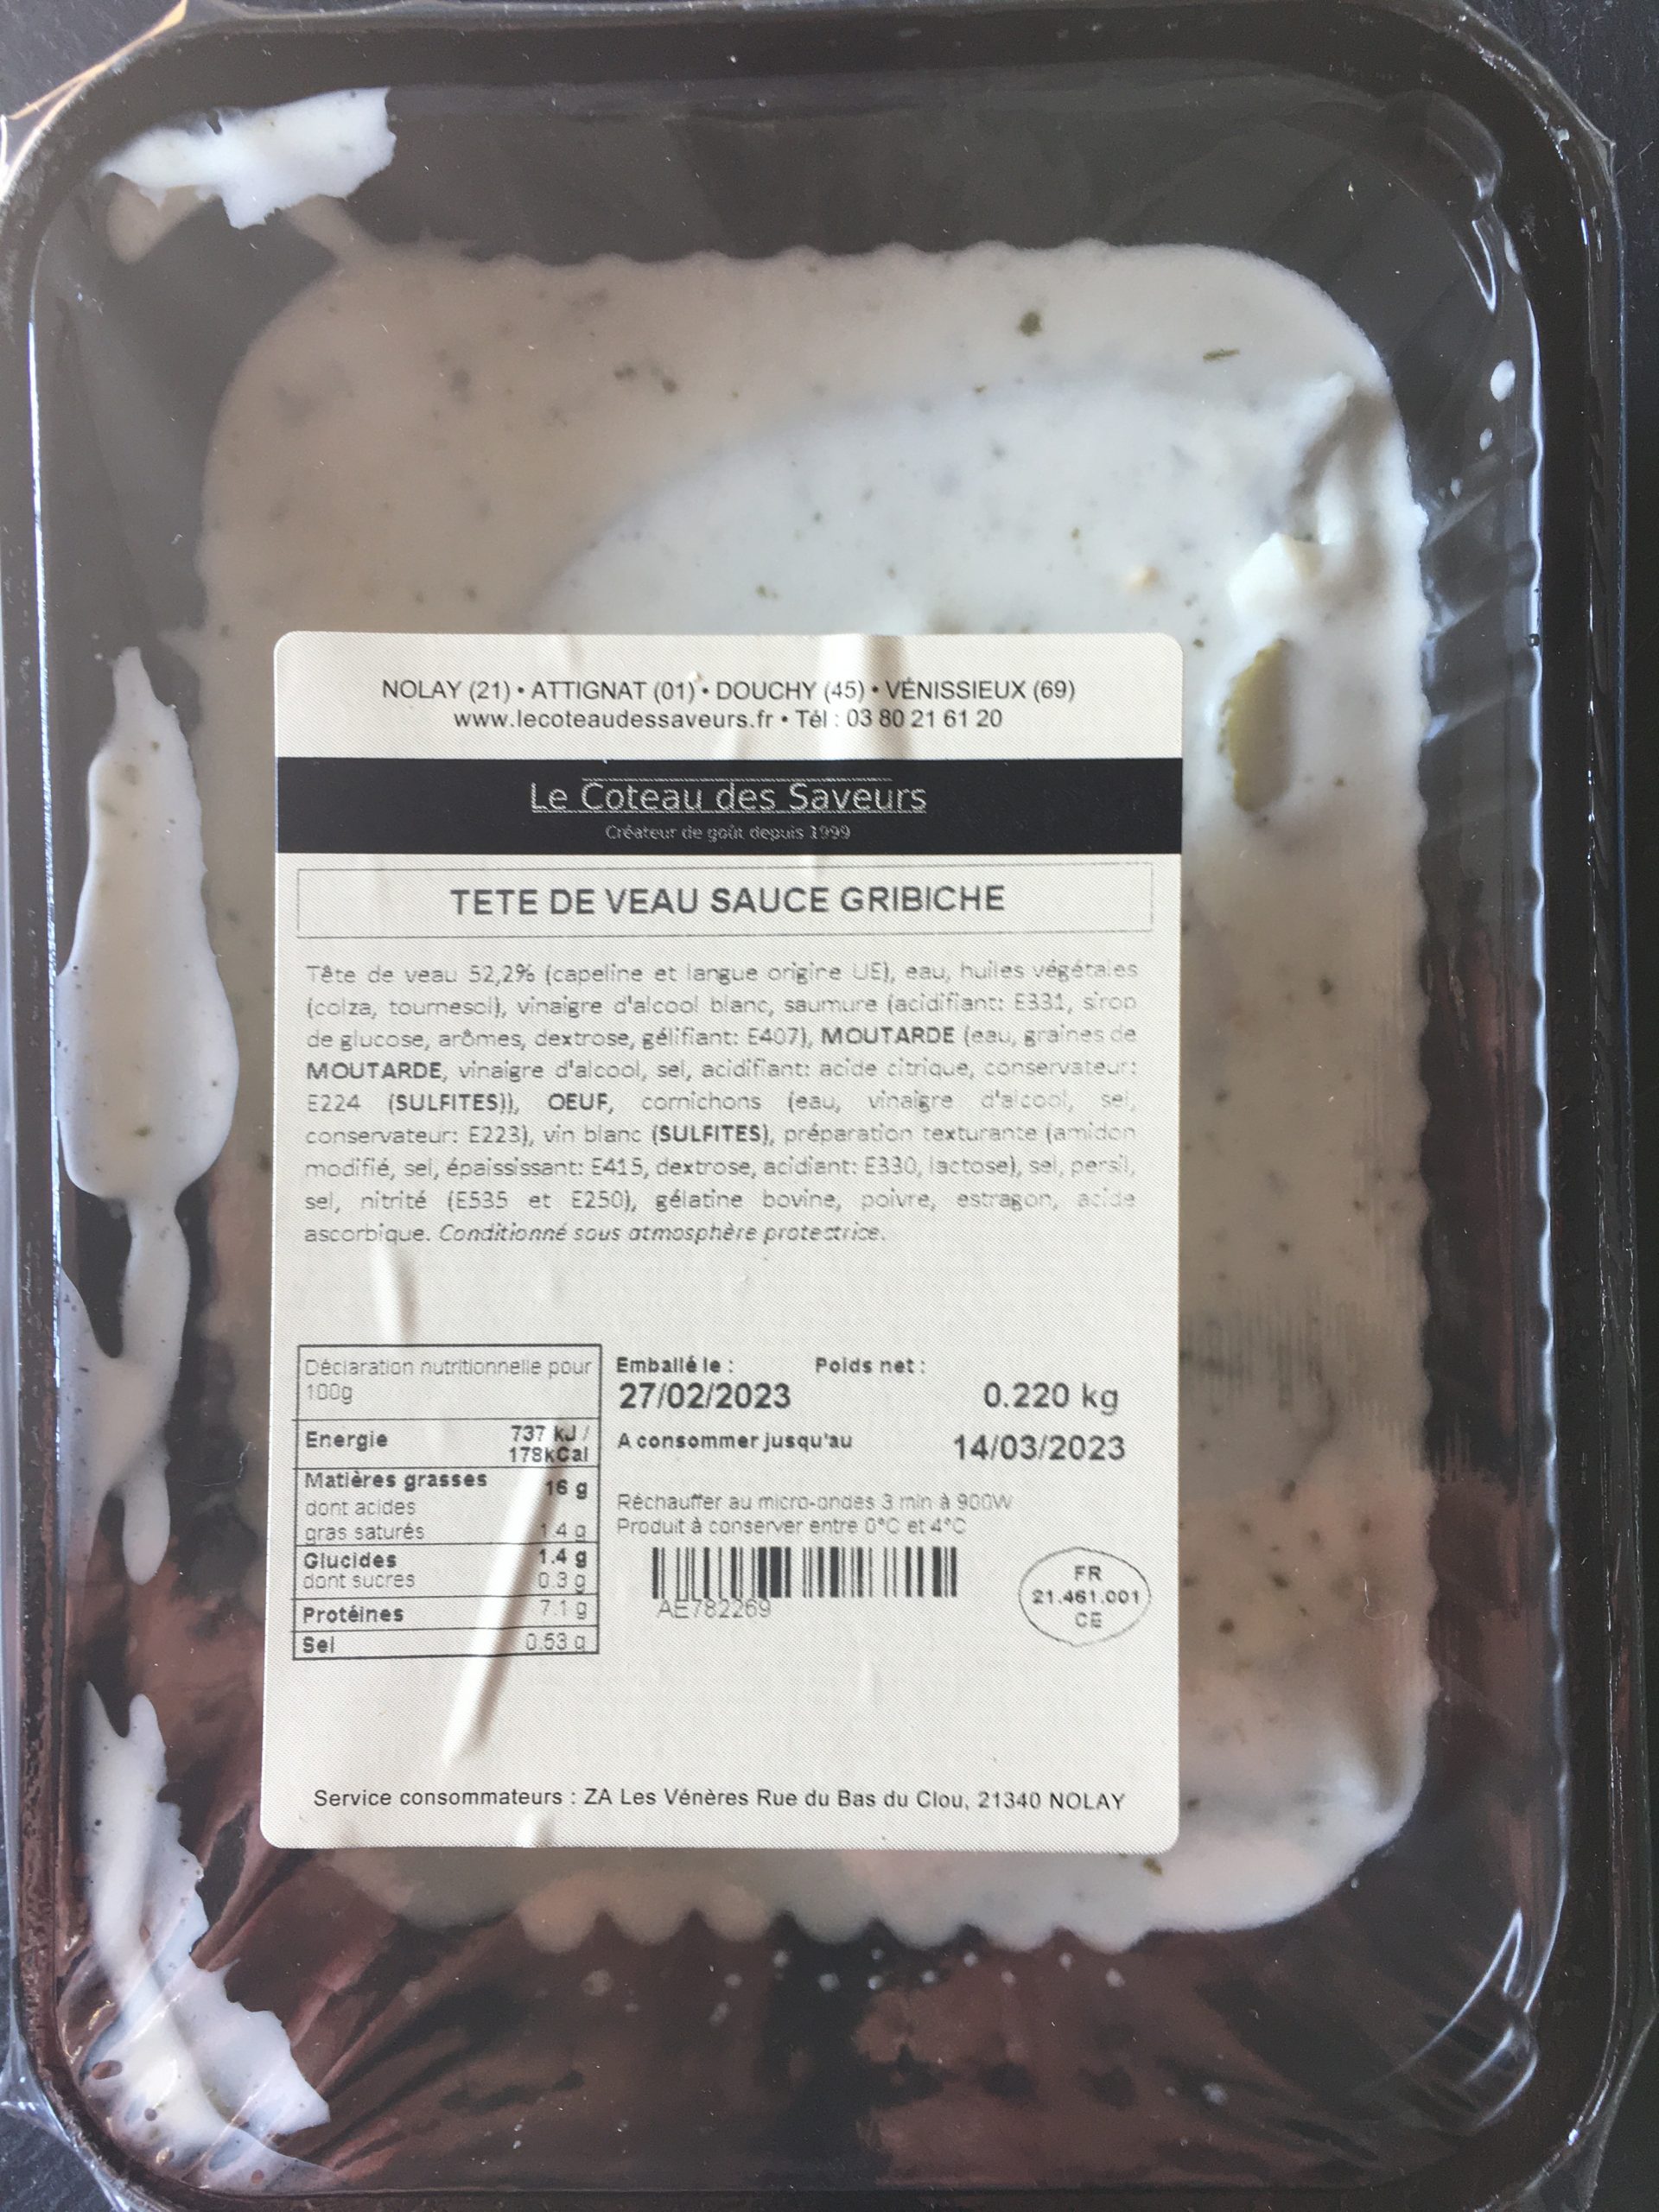 NOLAY (21) • ATTIGNAT (01) • DOUCHY (45) • VÉNISSIEUX (69)
www.lecoteaudessaveurs.fr • Tél : 03 80 21 61 20
Le Coteau des Saveurs
Créateur de goût depuis 1999
TETE DE VEAU SAUCE GRIBICHE
Tête de veau 52,2% (capeline et langue origine UE), eau, huiles végétales
(colza, tournesol), vinaigre d'alcool blanc, saumure (acidifiant: E331, sirop
de glucose, arômes, dextrose, gélifiant: E407), MOUTARDE (eau, graines de
MOUTARDE, vinaigre d'alcool, sel, acidifiant: acide citrique, conservateur:
E224 (SULFITES)), OEUF, cornichons (eau, vinaigre d'alcool, sel,
conservateur: E223), vin blanc (SULFITES), préparation texturante (amidon
modifié, sel, épaississant: E415, dextrose, acidiant: E330, lactose), sel, persil,
sel, nitrité (E535 et E250), gélatine bovine, poivre, estragon, acide
ascorbique. Conditionné sous atmosphère protectrice.
Déclaration nutritionnelle pour
100g
Energie 737 kJ /
178kCal
Matières grasses 16 g
dont acides
gras saturés 1.4 g
Glucides 1.4 g
dont sucres 0.3 g
Protéines 7.1 g
Sel 0.53 g
Emballé le : Poids net :
27/02/2023 0.220 kg
A consommer jusqu'au 14/03/2023
Réchauffer au micro-ondes 3 min à 900W
Produit à conserver entre 0°C et 4°C
AE782269
FR
21.461.001
CE
Service consommateurs : ZA Les Vénères Rue du Bas du Clou, 21340 NOLAY